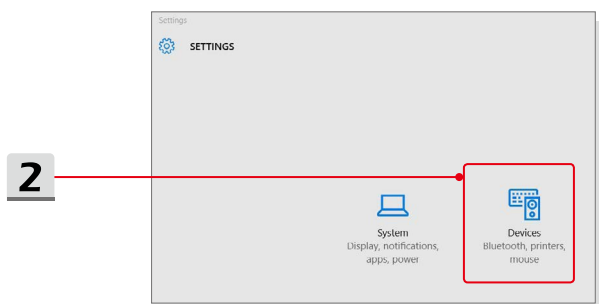 Settings
SETTINGS
2
System
Display, notifications,
apps, power
Devices
Bluetooth, printers,
mouse